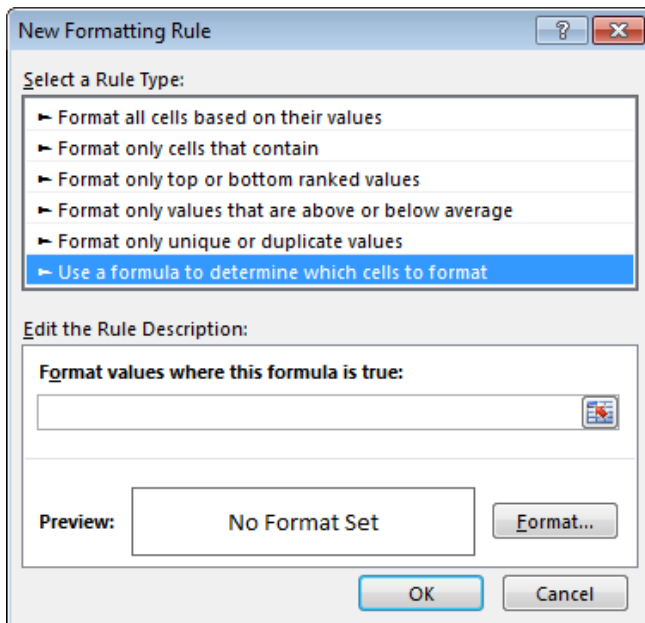 New Formatting Rule
Select a Rule Type:
► Format all cells based on their values
► Format only cells that contain
► Format only top or bottom ranked values
► Format only values that are above or below average
► Format only unique or duplicate values
► Use a formula to determine which cells to format
Edit the Rule Description:
Format values where this formula is true:
Preview:
No Format Set
Format...
OK
Cancel